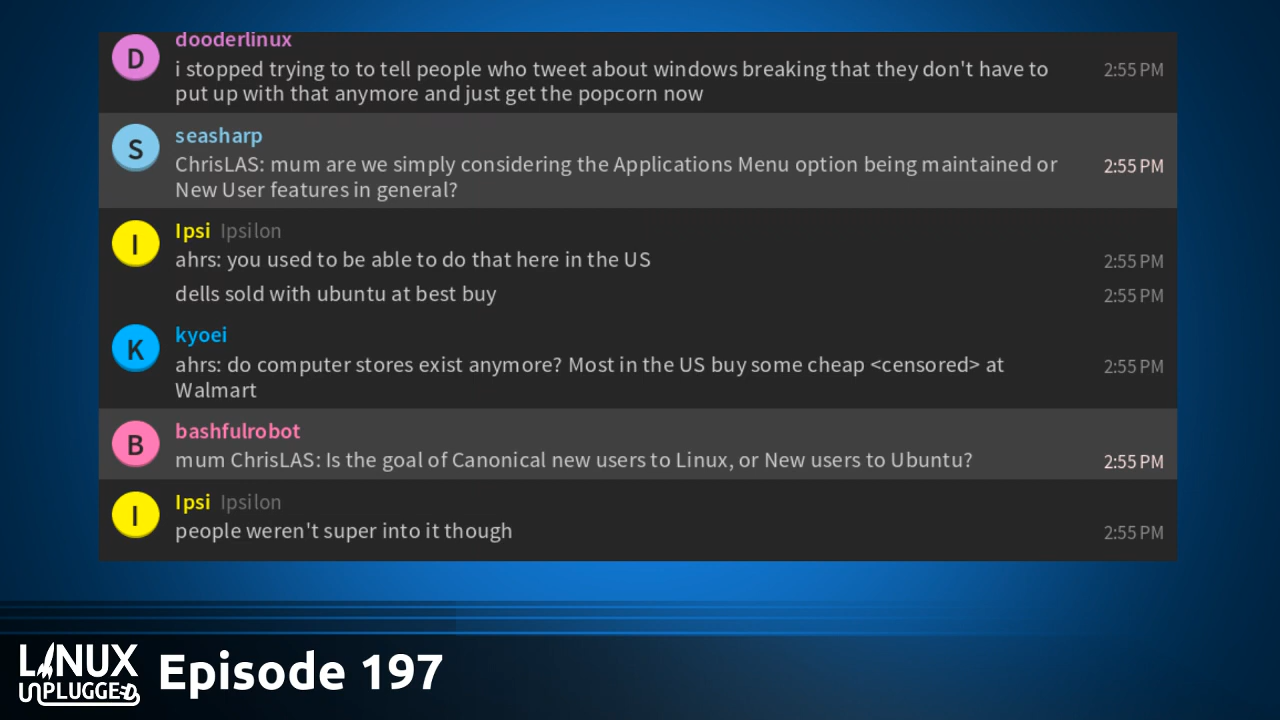 dooderlinux
D
i stopped trying to to tell people who tweet about windows breaking that they don't have to
2:55 PM
put up with that anymore and just get the popcorn now
seasharp
S
ChrisLAS: mum are we simply considering the Applications Menu option being maintained or
2:55 PM
New User features in general?
Ipsi Ipsilon
I
ahrs: you used to be able to do that here in the US
2:55 PM
dells sold with ubuntu at best buy
2:55 PM
kyoei
K
ahrs: do computer stores exist anymore? Most in the US buy some cheap <censored> at
2:55 PM
Walmart
bashfulrobot
B
mum ChrisLAS: Is the goal of Canonical new users to Linux, or New users to Ubuntu?
2:55 PM
Ipsi Ipsilon
I
people weren't super into it though
2:55 PM
LINUX
UNPLUGGED
Episode 197